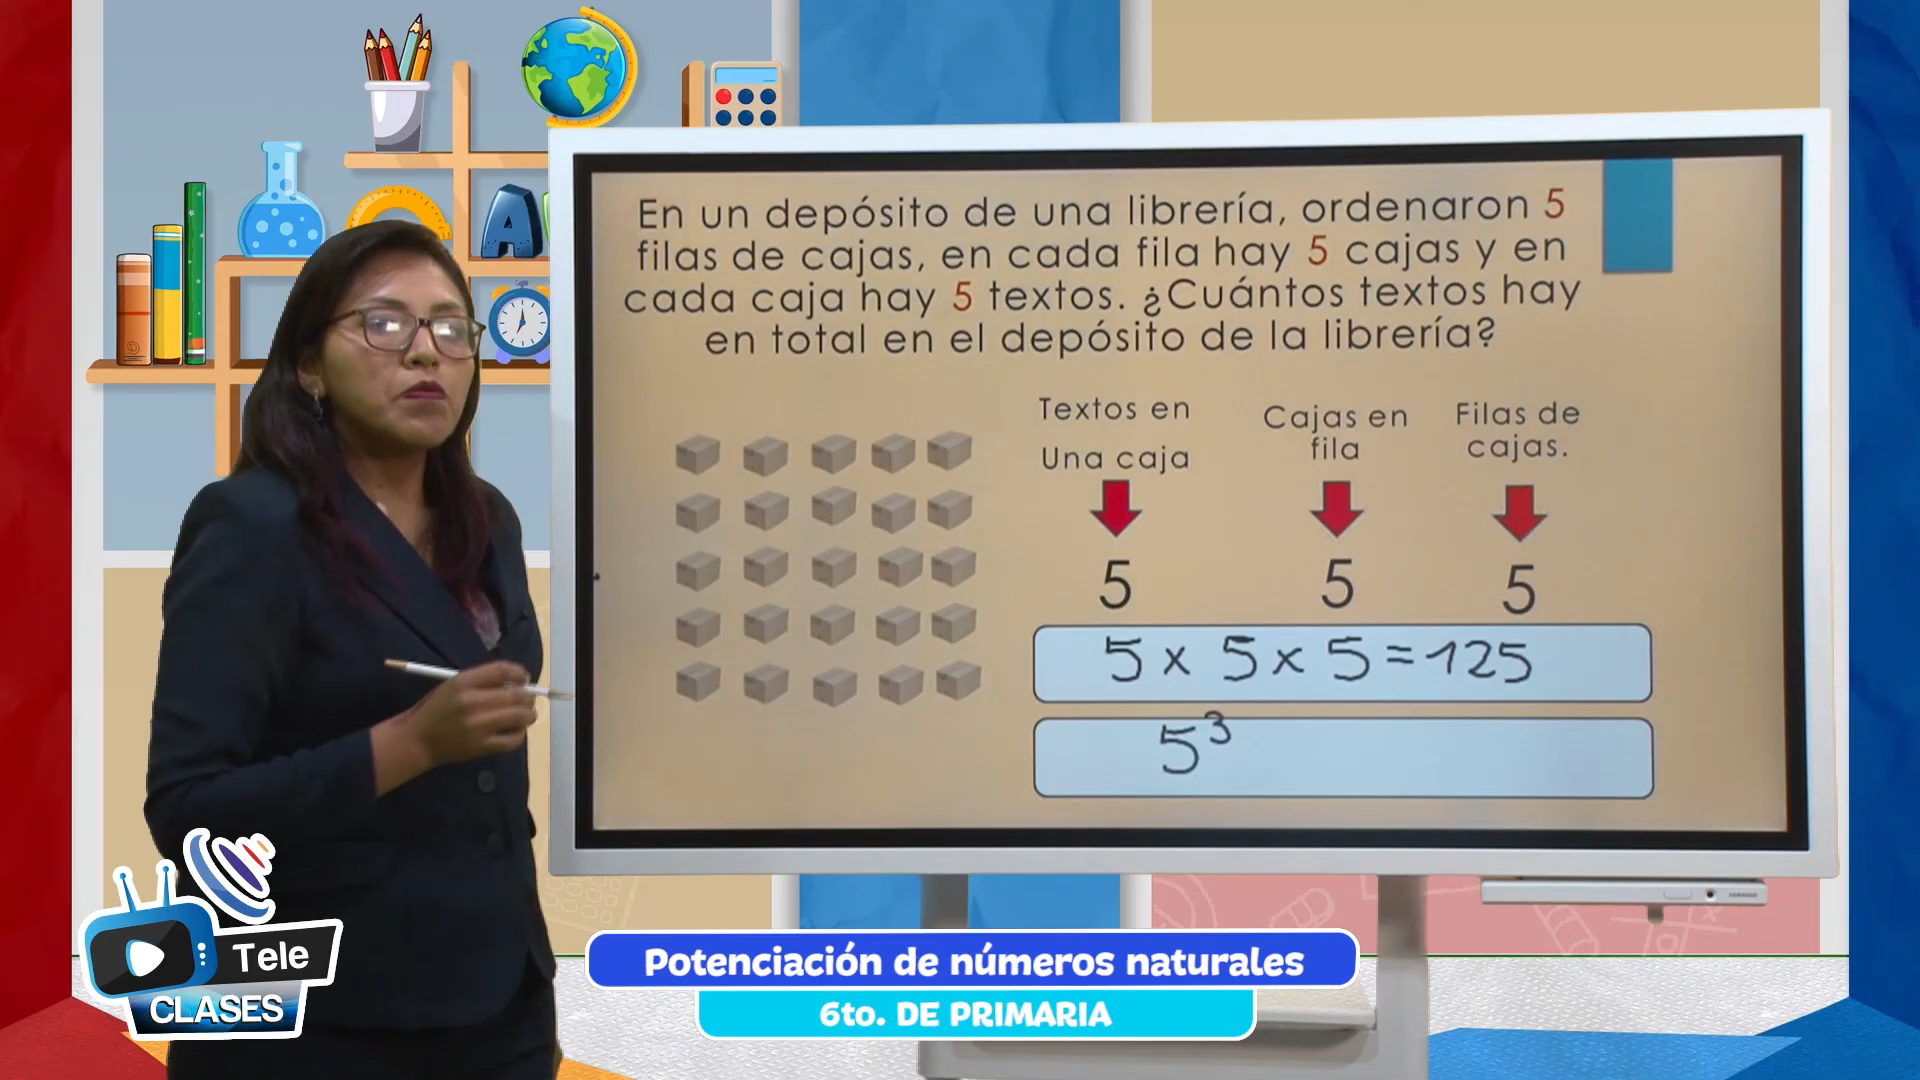 En un depósito de una librería, ordenaron 5
filas de cajas, en cada fila hay 5 cajas y en
cada caja hay 5 textos. ¿Cuántos textos hay
en total en el depósito de la librería?
Textos en
Una caja
Cajas en
fila
Filas de
cajas.
5 5 5
5 x 5 x 5 = 125
5³
Tele
CLASES
Potenciación de números naturales
6to. DE PRIMARIA